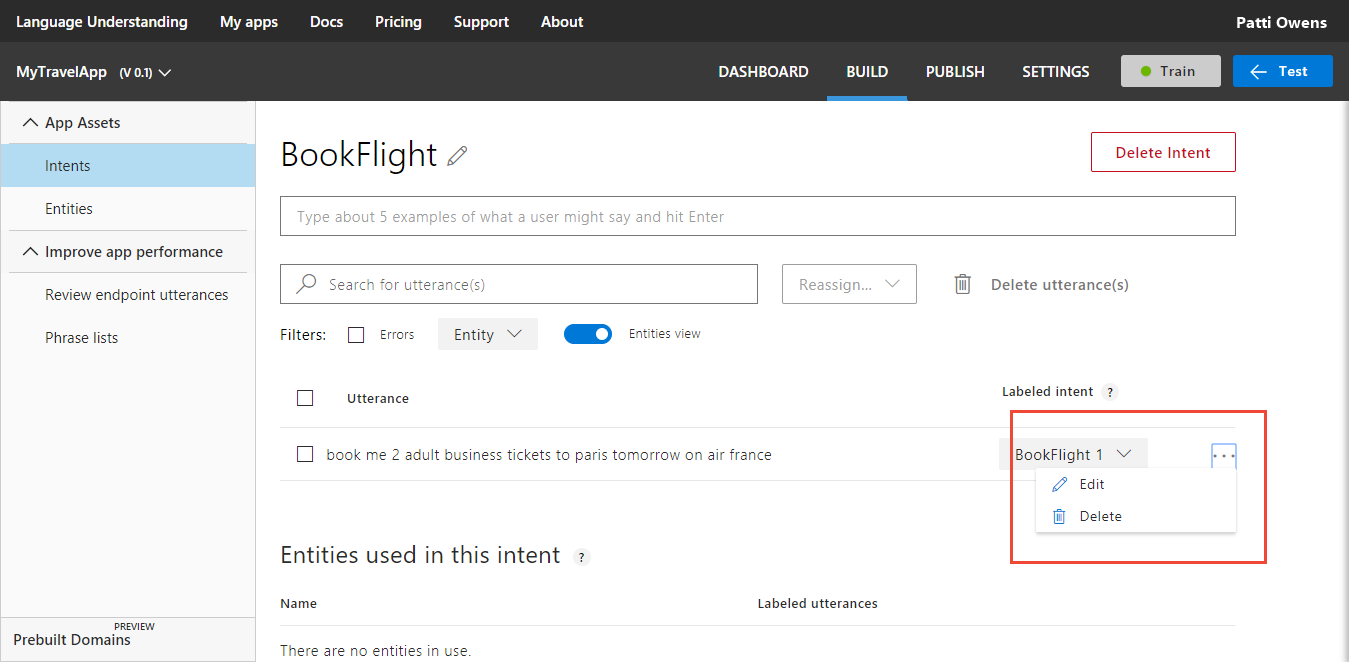 Language Understanding My apps Docs Pricing Support About Patti Owens
MyTravelApp (V 0.1) DASHBOARD BUILD PUBLISH SETTINGS Train Test
App Assets
Intents
Entities
Improve app performance
Review endpoint utterances
Phrase lists
PREVIEW
Prebuilt Domains
BookFlight Delete Intent
Type about 5 examples of what a user might say and hit Enter
Search for utterance(s) Reassign... Delete utterance(s)
Filters: Errors Entity Entities view
Utterance Labeled intent ?
book me 2 adult business tickets to paris tomorrow on air france BookFlight 1 ...
Edit
Delete
Entities used in this intent ?
Name Labeled utterances
There are no entities in use.